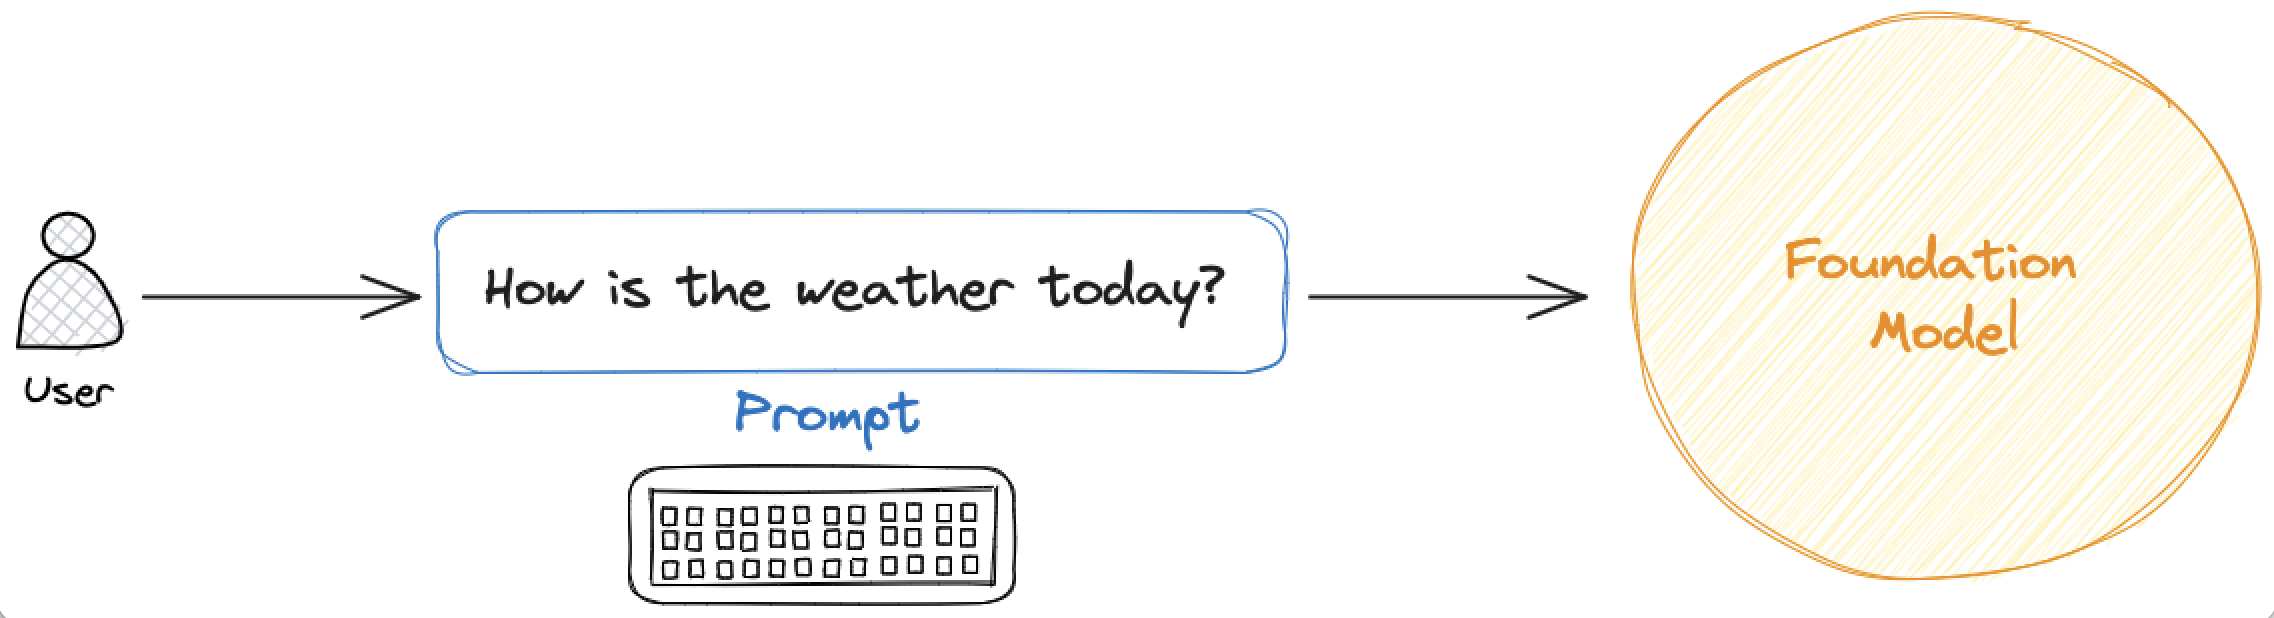 User
How is the weather today?
Prompt
Foundation
Model